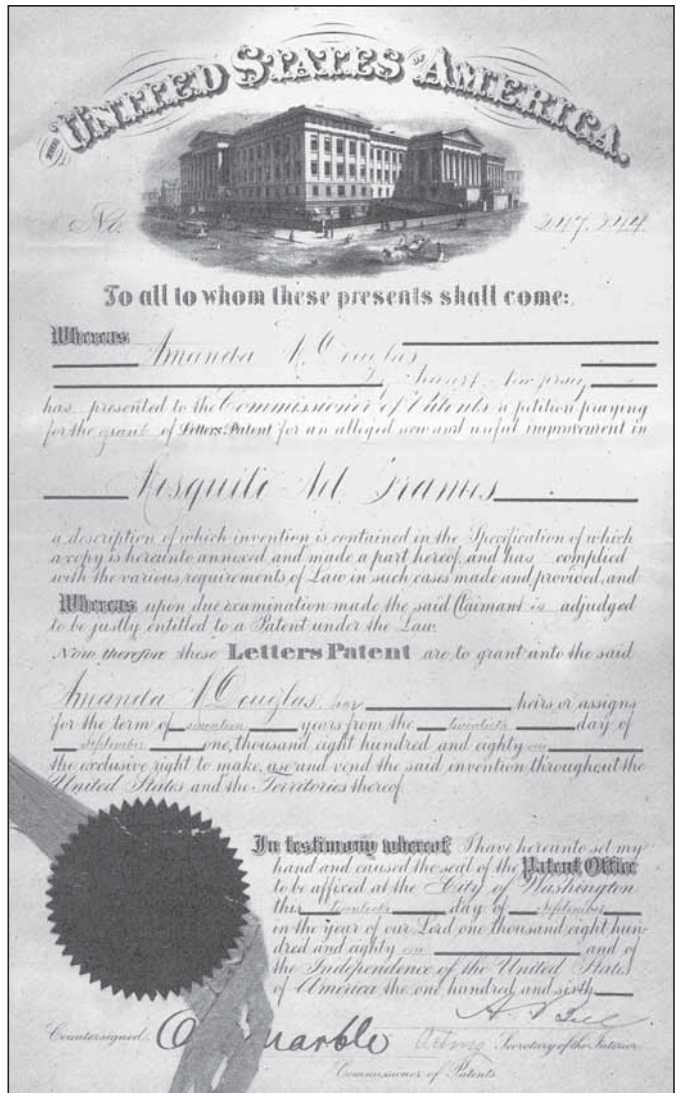 THE UNITED STATES OF AMERICA.
No. 247,244.
To all to whom these presents shall come:
Whereas
Amanda M. Douglas
Of Newark, New Jersey,
has presented to the Commissioner of Patents a petition praying
for the grant of Letters Patent for an alleged new and useful improvement in
Mosquito Net Frames
a description of which invention is contained in the Specification of which
a copy is hereunto annexed and made a part hereof, and has complied
with the various requirements of Law in such cases made and provided, and
Whereas upon due examination made the said Claimant is adjudged
to be justly entitled to a Patent under the Law.
Now therefore these Letters Patent are to grant unto the said
Amanda M. Douglas, her heirs or assigns
for the term of seventeen years from the twentieth day of
September one thousand eight hundred and eighty one
the exclusive right to make, use and vend the said invention throughout the
United States and the Territories thereof.
In testimony whereof I have hereunto set my
hand and caused the seal of the Patent Office
to be affixed at the City of Washington
this twentieth day of September
in the year of our Lord one thousand eight hun-
dred and eighty one and of
the Independence of the United States
of America the one hundred and sixth
Countersigned. Marble Acting Secretary of the Interior.
Commissioner of Patents.